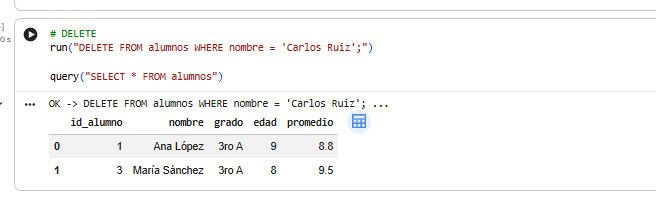 ]
0 s
# DELETE
run("DELETE FROM alumnos WHERE nombre = 'Carlos Ruiz';")
query("SELECT * FROM alumnos")
... OK -> DELETE FROM alumnos WHERE nombre = 'Carlos Ruiz'; ...
id_alumno nombre grado edad promedio
0 1 Ana López 3ro A 9 8.8
1 3 María Sánchez 3ro A 8 9.5